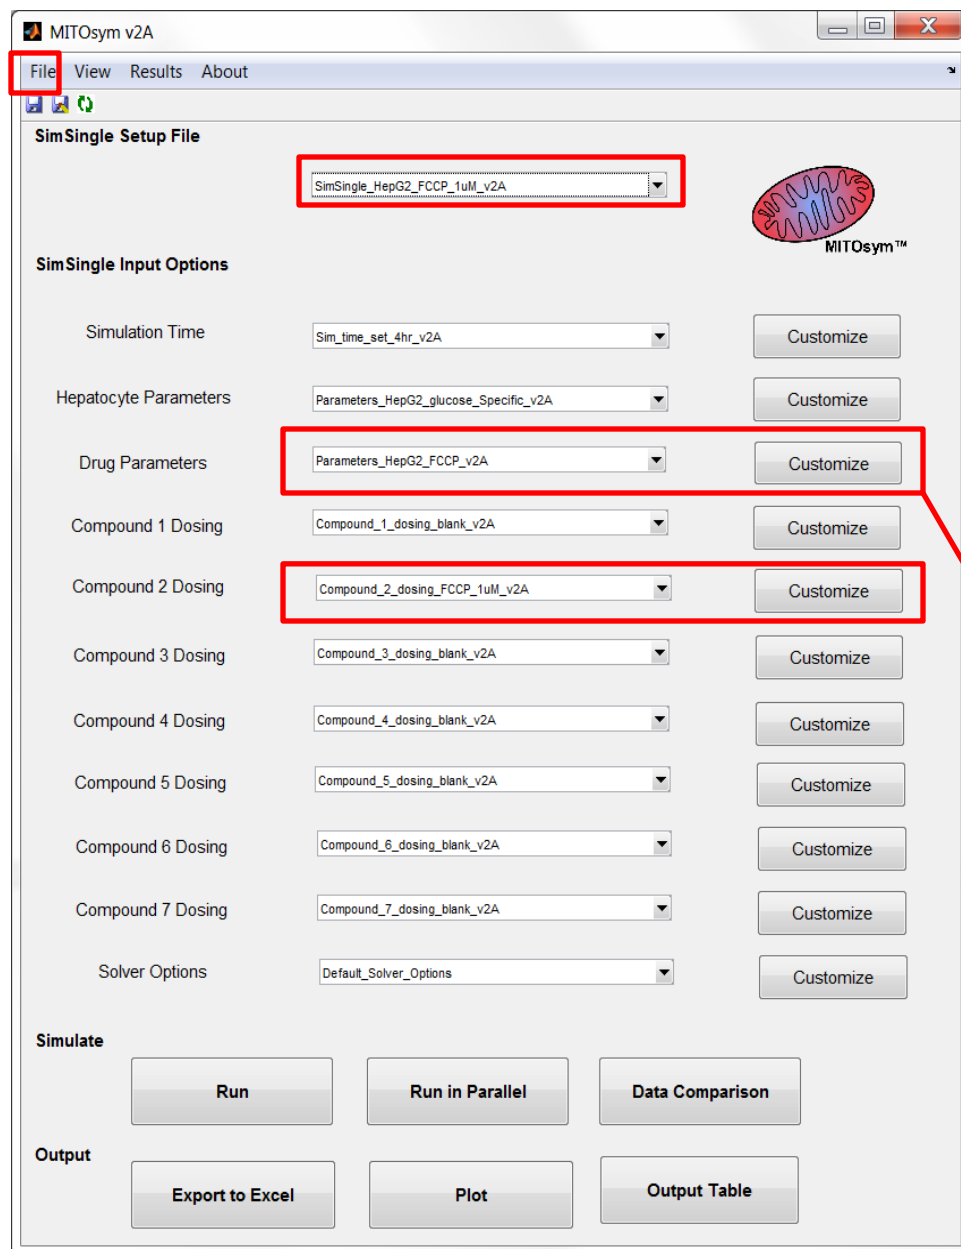 MITOsym v2A
File View Results About
SimSingle Setup File
SimSingle_HepG2_FCCP_1uM_v2A
MITOsym™
SimSingle Input Options
Simulation Time Sim_time_set_4hr_v2A Customize
Hepatocyte Parameters Parameters_HepG2_glucose_Specific_v2A Customize
Drug Parameters Parameters_HepG2_FCCP_v2A Customize
Compound 1 Dosing Compound_1_dosing_blank_v2A Customize
Compound 2 Dosing Compound_2_dosing_FCCP_1uM_v2A Customize
Compound 3 Dosing Compound_3_dosing_blank_v2A Customize
Compound 4 Dosing Compound_4_dosing_blank_v2A Customize
Compound 5 Dosing Compound_5_dosing_blank_v2A Customize
Compound 6 Dosing Compound_6_dosing_blank_v2A Customize
Compound 7 Dosing Compound_7_dosing_blank_v2A Customize
Solver Options Default_Solver_Options Customize
Simulate
Run Run in Parallel Data Comparison
Output
Export to Excel Plot Output Table